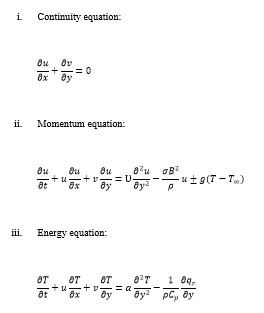 i. Continuity equation:
∂u/∂x + ∂v/∂y = 0
ii. Momentum equation:
∂u/∂t + u ∂u/∂x + v ∂u/∂y = υ ∂²u/∂y² − σB²/ρ u ± g(T − T∞)
iii. Energy equation:
∂T/∂t + u ∂T/∂x + v ∂T/∂y = α ∂²T/∂y² − 1/ρCₚ ∂qᵣ/∂y